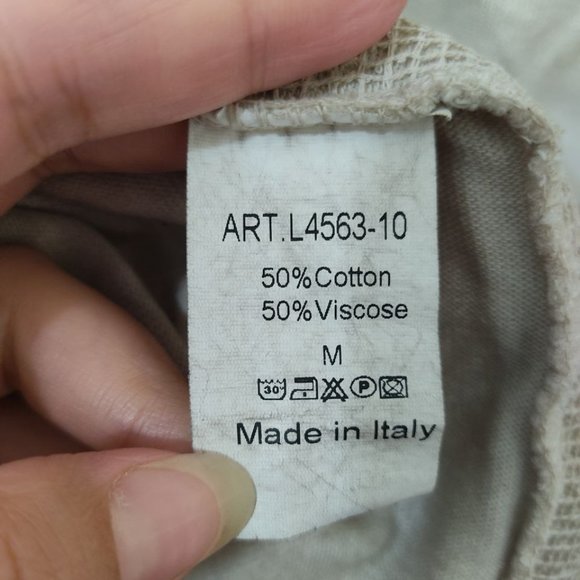 ART.L4563-10
50%Cotton
50%Viscose
M
30° P
Made in Italy